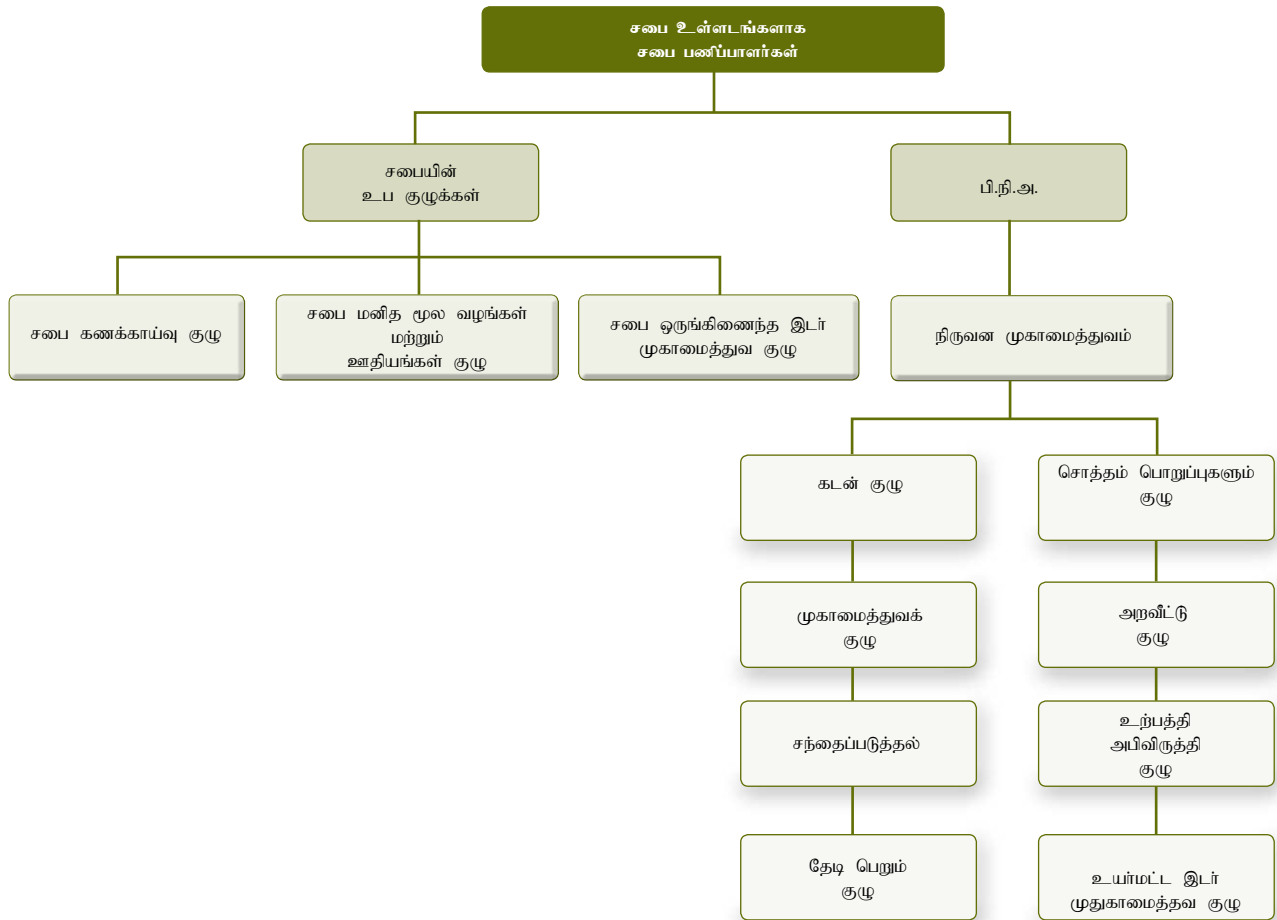 சபை உள்ளடங்களாக
சபை பணிப்பாளர்கள்
சபையின்
உப குழுக்கள்
பி.நி.அ.
சபை கணக்காய்வு குழு
சபை மனித மூல வழங்கள்
மற்றும்
ஊதியங்கள் குழு
சபை ஒருங்கிணைந்த இடர்
முகாமைத்துவ குழு
நிருவன முகாமைத்துவம்
கடன் குழு
சொத்தம் பொறுப்புகளும்
குழு
முகாமைத்துவக்
குழு
அறவீட்டு
குழு
சந்தைப்படுத்தல்
உற்பத்தி
அபிவிருத்தி
குழு
தேடி பெறும்
குழு
உயர்மட்ட இடர்
முதுகாமைத்தவ குழு